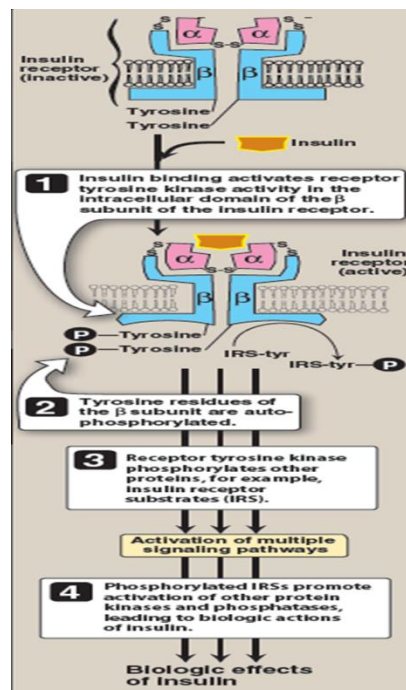 S S
α α
S-S
Insulin
receptor
(inactive)
β β
Tyrosine
Tyrosine
Insulin
1 Insulin binding activates receptor
tyrosine kinase activity in the
intracellular domain of the β
subunit of the insulin receptor.
S S
α α
S S
S-S
Insulin
receptor
(active)
β β
P Tyrosine
P Tyrosine
IRS-tyr
IRS-tyr P
2 Tyrosine residues of
the β subunit are auto-
phosphorylated.
3 Receptor tyrosine kinase
phosphorylates other
proteins, for example,
insulin receptor
substrates (IRS).
Activation of multiple
signaling pathways
4 Phosphorylated IRSs promote
activation of other protein
kinases and phosphatases,
leading to biologic actions
of insulin.
Biologic effects
of insulin